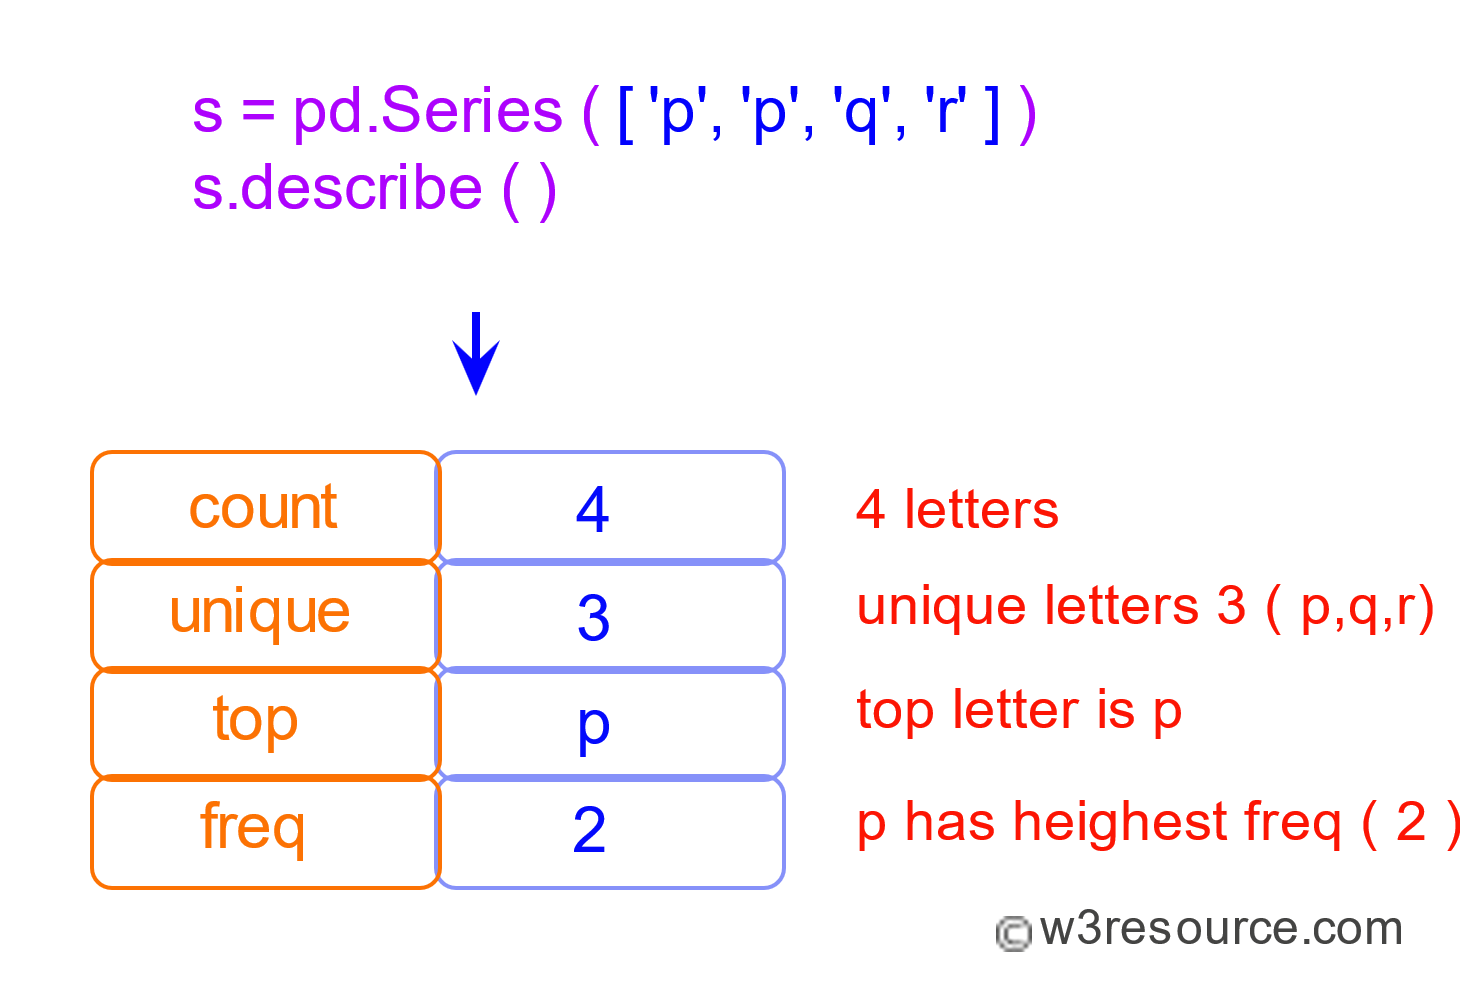 s = pd.Series ( [ 'p', 'p', 'q', 'r' ] )
s.describe ( )
count 4 4 letters
unique 3 unique letters 3 ( p,q,r)
top p top letter is p
freq 2 p has heighest freq ( 2 )
© w3resource.com